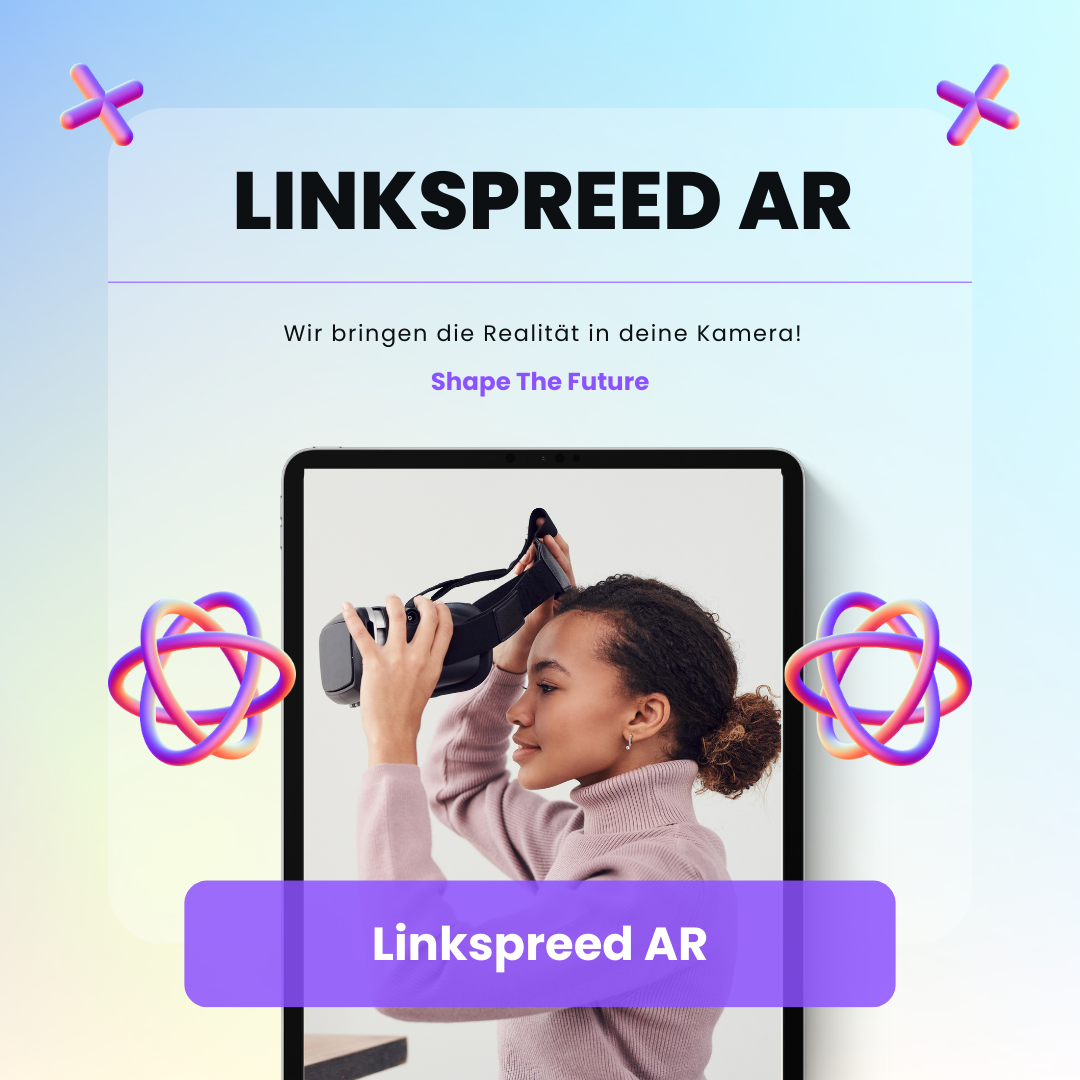 LINKSPREED AR
Wir bringen die Realität in deine Kamera!
Shape The Future
Linkspreed AR